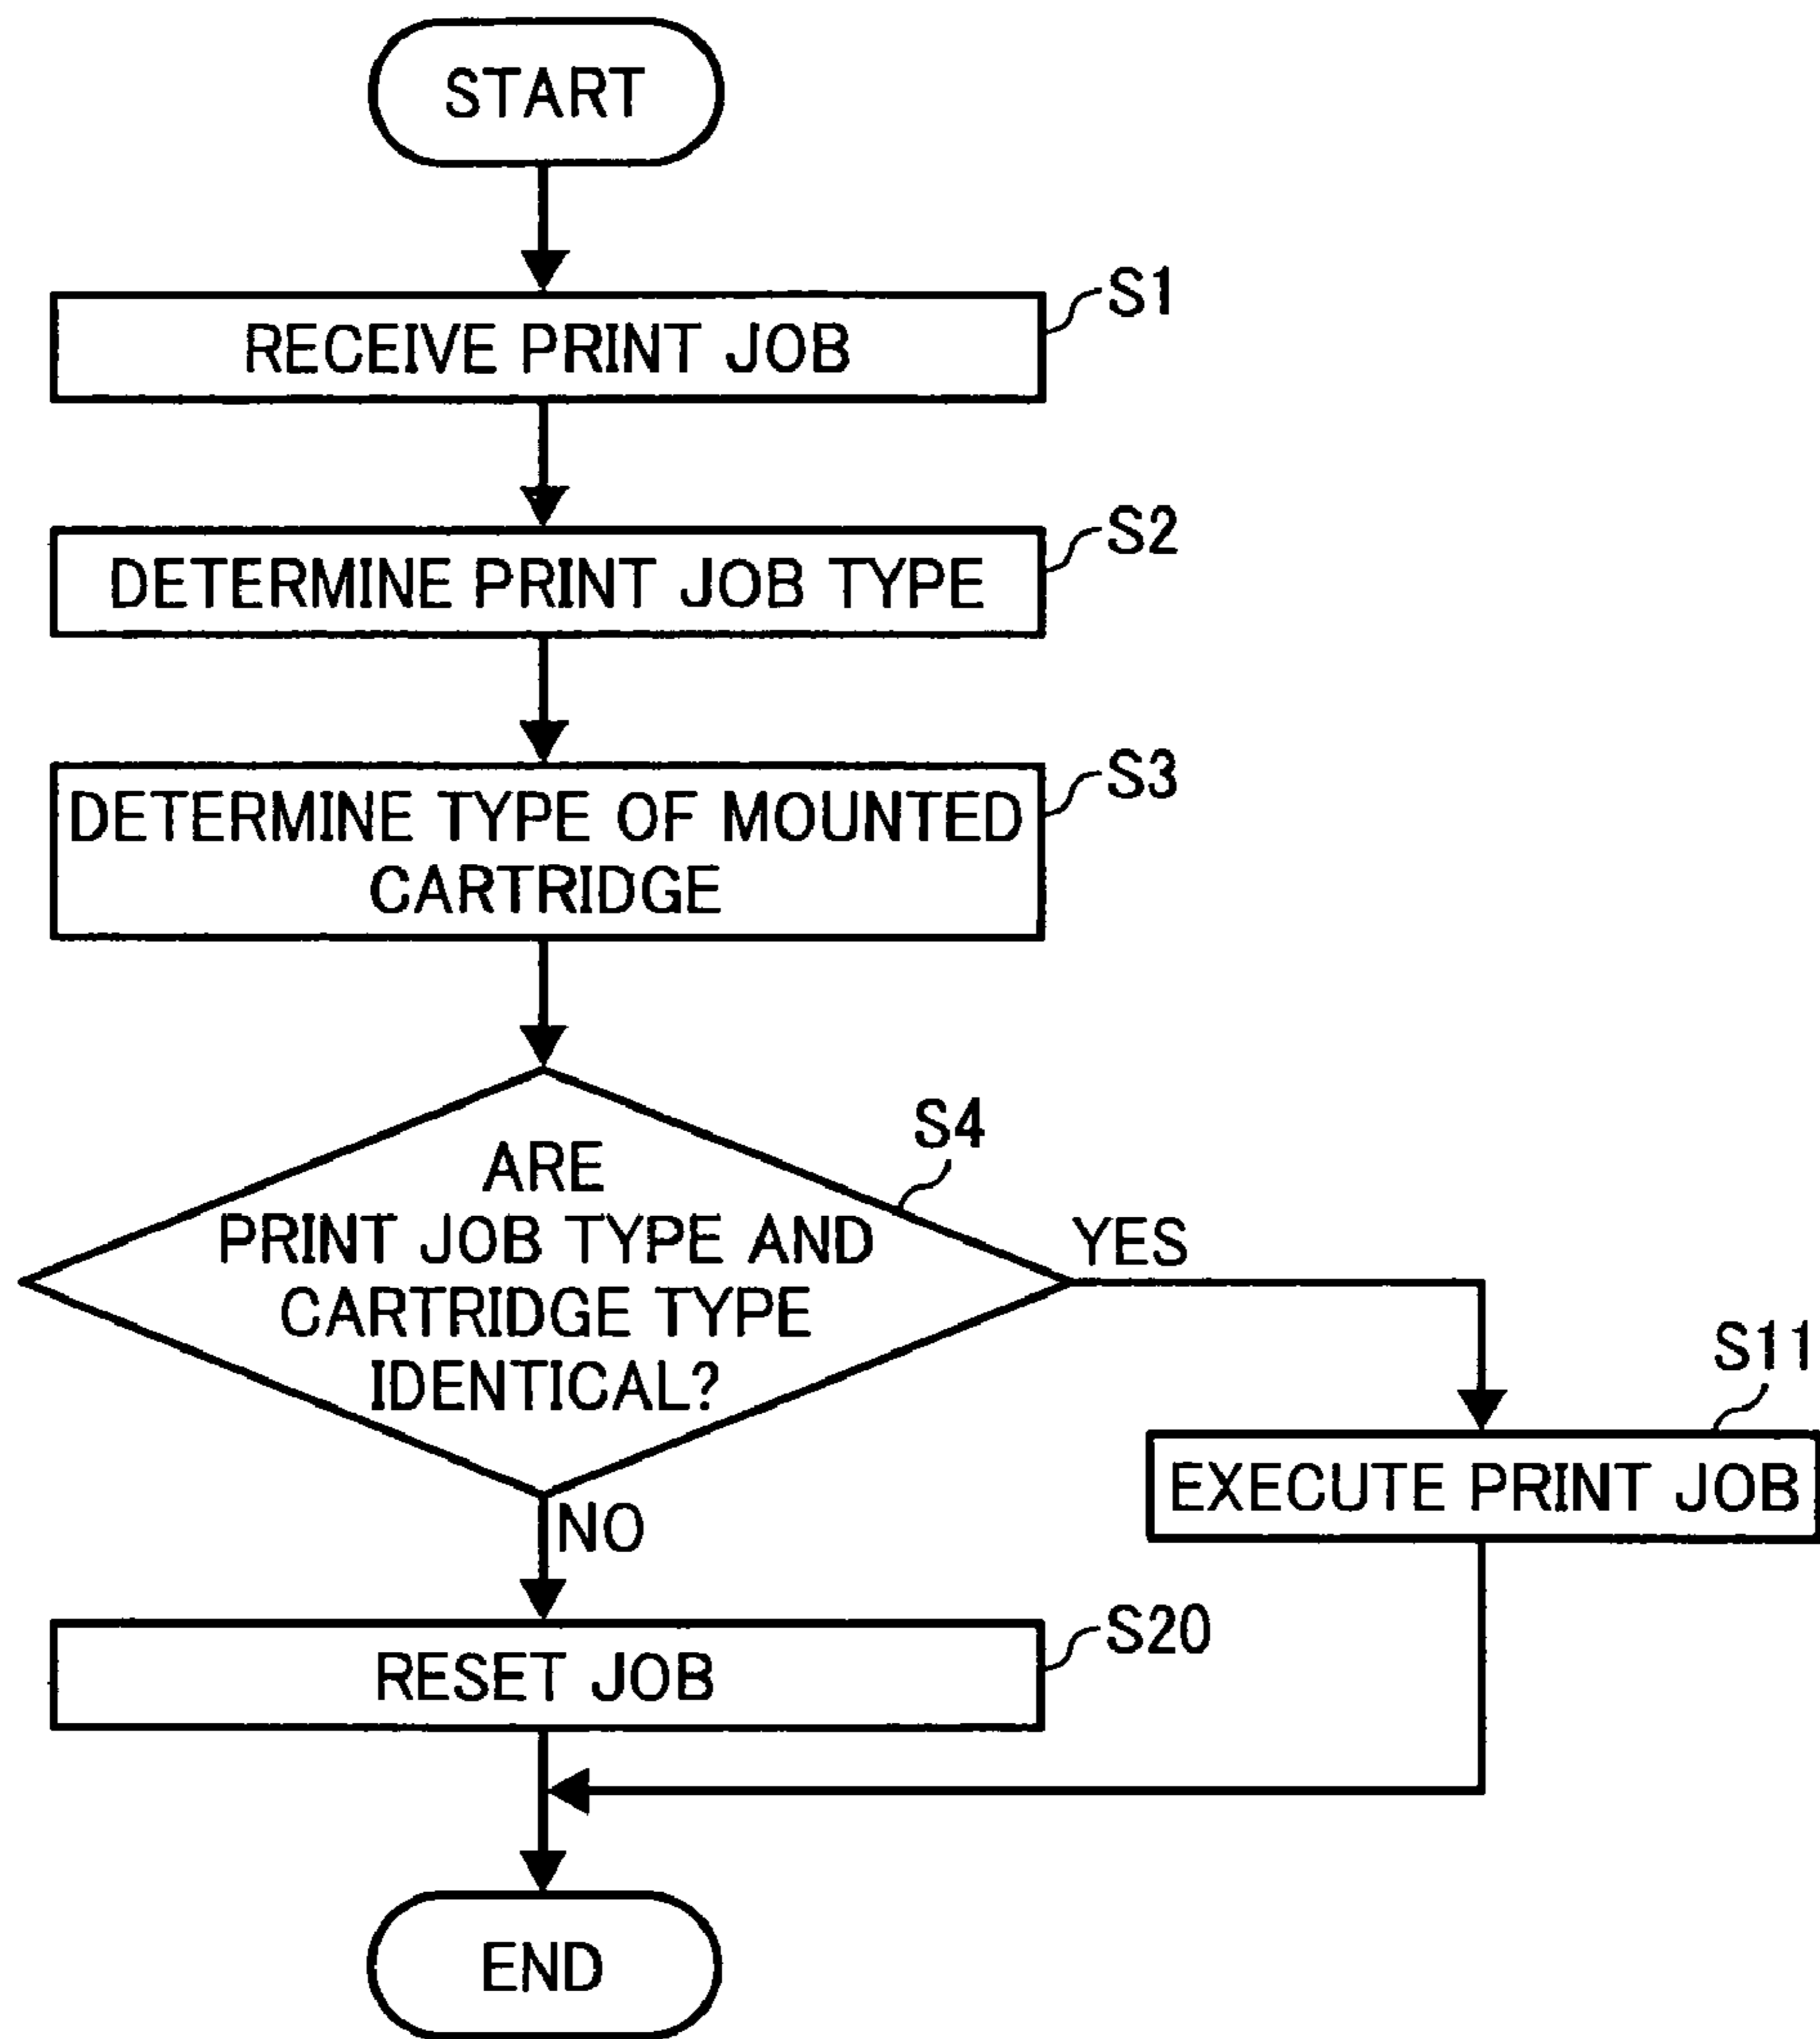 START
S1
RECEIVE PRINT JOB
S2
DETERMINE PRINT JOB TYPE
S3
DETERMINE TYPE OF MOUNTED
CARTRIDGE
S4
ARE
PRINT JOB TYPE AND
CARTRIDGE TYPE
IDENTICAL?
YES
S11
EXECUTE PRINT JOB
NO
S20
RESET JOB
END